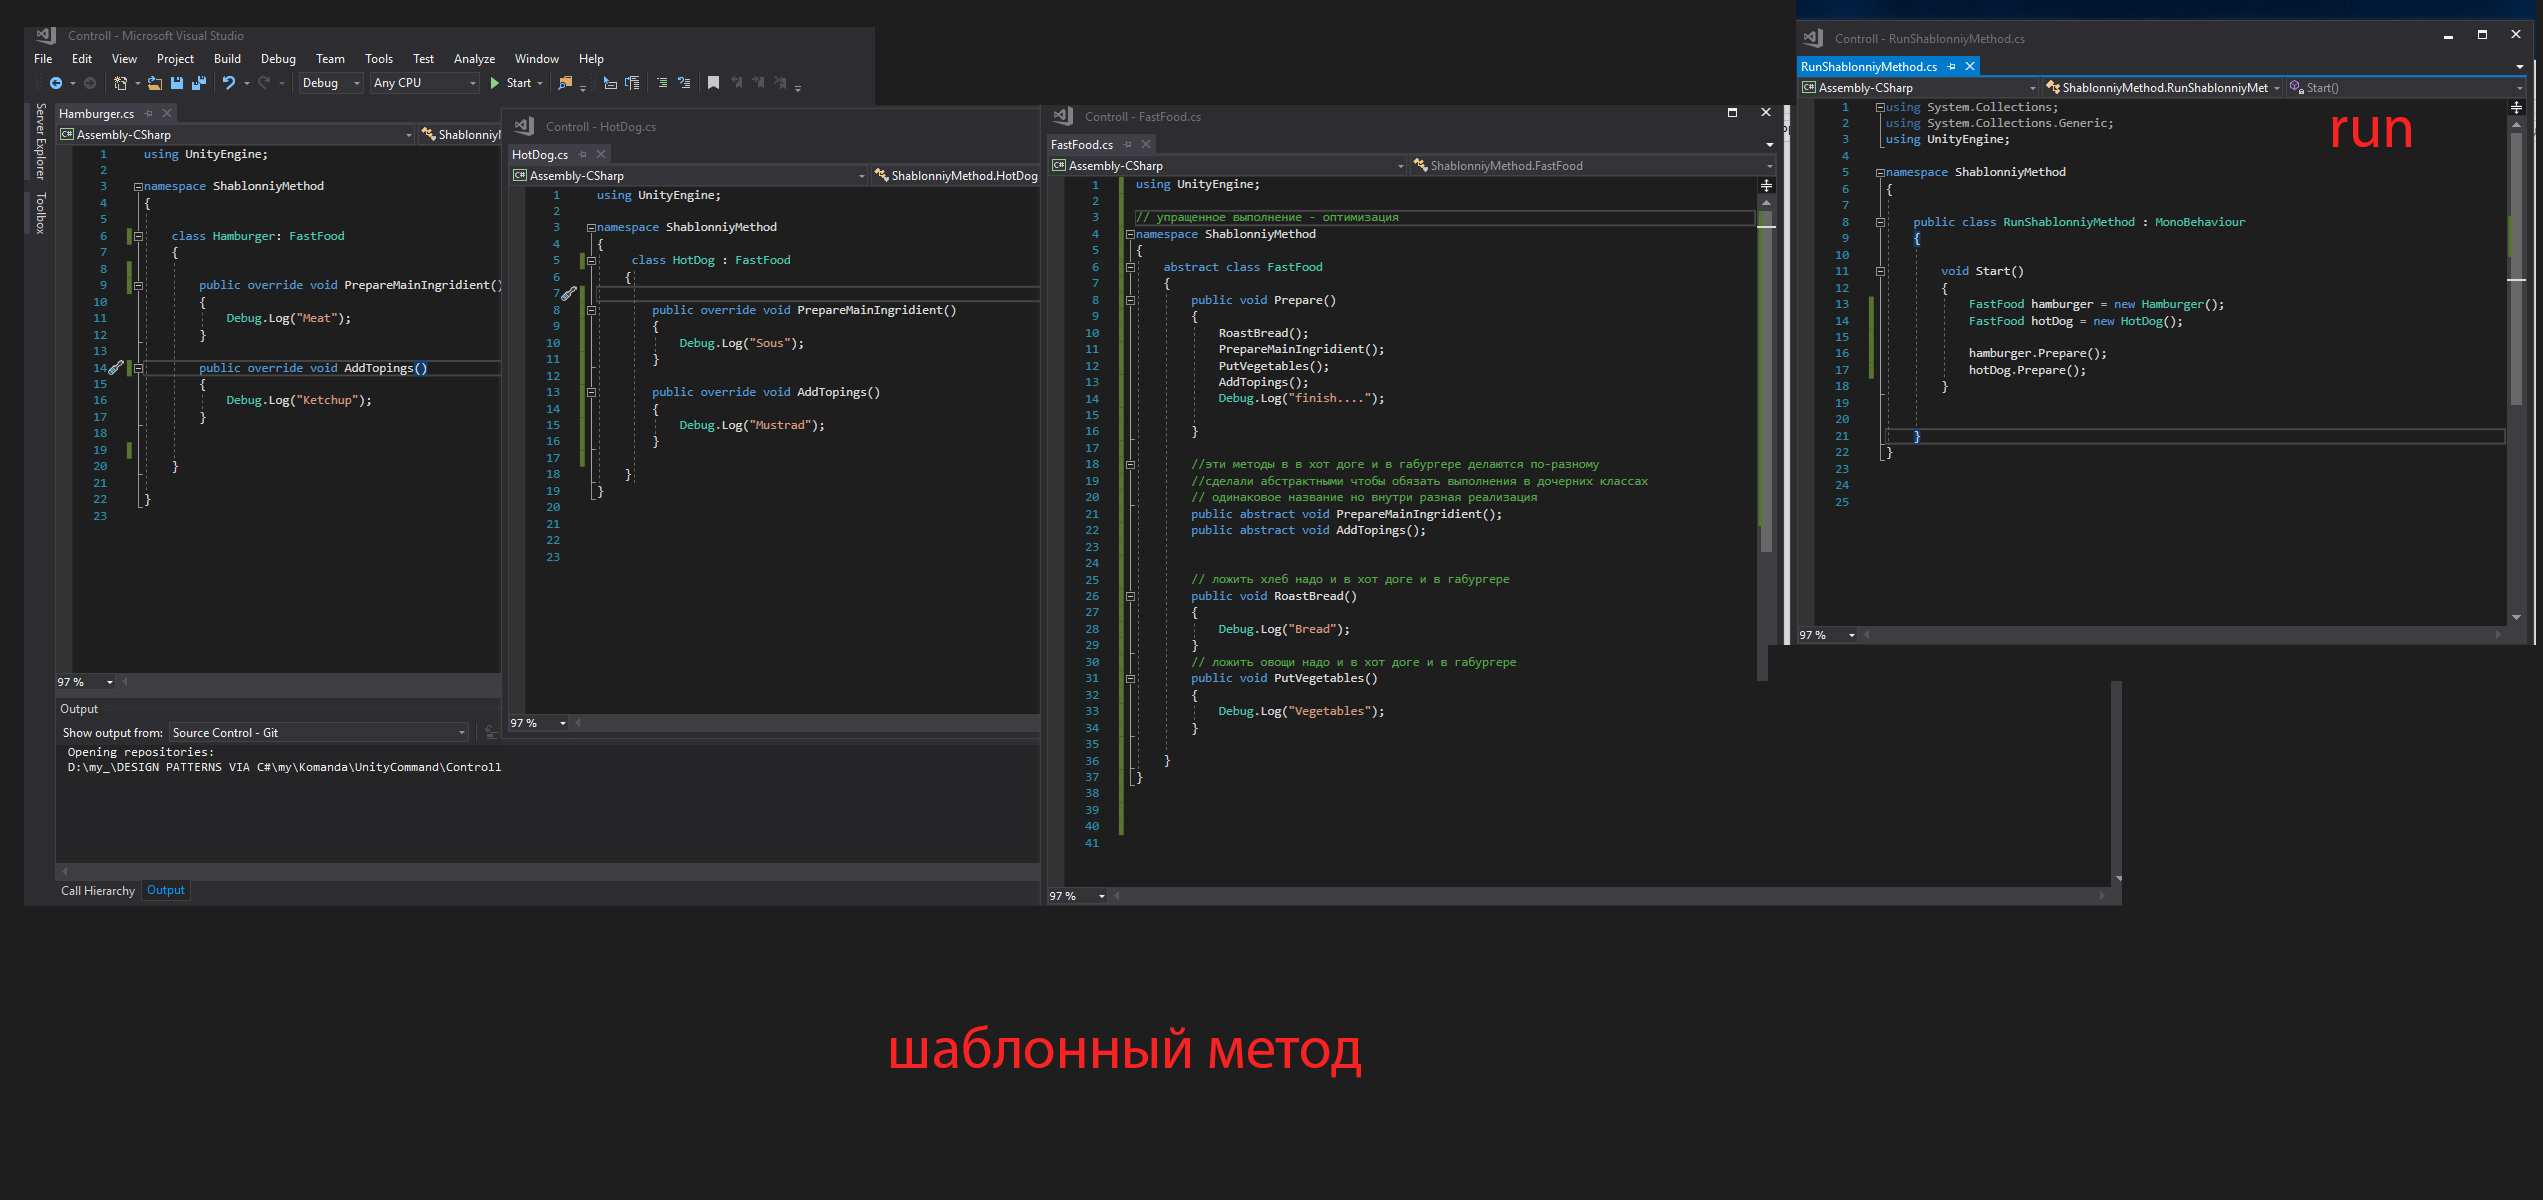 Controll - Microsoft Visual Studio
File Edit View Project Build Debug Team Tools Test Analyze Window Help
Debug Any CPU Start
Server Explorer
Toolbox
Hamburger.cs
C# Assembly-CSharp
1 using UnityEngine;
2
3 namespace ShablonniyMethod
4 {
5
6 class Hamburger: FastFood
7 {
8
9 public override void PrepareMainIngridient()
10 {
11 Debug.Log("Meat");
12 }
13
14 public override void AddTopings()
15 {
16 Debug.Log("Ketchup");
17 }
18
19
20 }
21
22 }
23
97 %
Output
Show output from: Source Control - Git
Opening repositories:
D:\my_\DESIGN PATTERNS VIA C#\my\Komanda\UnityCommand\Controll
Call Hierarchy Output
Controll - HotDog.cs
HotDog.cs
C# Assembly-CSharp ShablonniyMethod.HotDog
1 using UnityEngine;
2
3 namespace ShablonniyMethod
4 {
5 class HotDog : FastFood
6 {
7
8 public override void PrepareMainIngridient()
9 {
10 Debug.Log("Sous");
11 }
12
13 public override void AddTopings()
14 {
15 Debug.Log("Mustrad");
16 }
17
18 }
19 }
20
21
22
23
97 %
Controll - FastFood.cs
FastFood.cs
C# Assembly-CSharp ShablonniyMethod.FastFood
1 using UnityEngine;
2
3 // упращенное выполнение - оптимизация
4 namespace ShablonniyMethod
5 {
6 abstract class FastFood
7 {
8 public void Prepare()
9 {
10 RoastBread();
11 PrepareMainIngridient();
12 PutVegetables();
13 AddTopings();
14 Debug.Log("finish....");
15
16 }
17
18 //эти методы в в хот доге и в габургере делаются по-разному
19 //сделали абстрактными чтобы обязать выполнения в дочерних классах
20 // одинаковое название но внутри разная реализация
21 public abstract void PrepareMainIngridient();
22 public abstract void AddTopings();
23
24
25 // ложить хлеб надо и в хот доге и в габургере
26 public void RoastBread()
27 {
28 Debug.Log("Bread");
29 }
30 // ложить овощи надо и в хот доге и в габургере
31 public void PutVegetables()
32 {
33 Debug.Log("Vegetables");
34 }
35
36 }
37 }
38
39
40
41
97 %
Controll - RunShablonniyMethod.cs
RunShablonniyMethod.cs
C# Assembly-CSharp ShablonniyMethod.RunShablonniyMet Start()
run
1 using System.Collections;
2 using System.Collections.Generic;
3 using UnityEngine;
4
5 namespace ShablonniyMethod
6 {
7
8 public class RunShablonniyMethod : MonoBehaviour
9 {
10
11 void Start()
12 {
13 FastFood hamburger = new Hamburger();
14 FastFood hotDog = new HotDog();
15
16 hamburger.Prepare();
17 hotDog.Prepare();
18 }
19
20
21 }
22 }
23
24
25
97 %
шаблонный метод